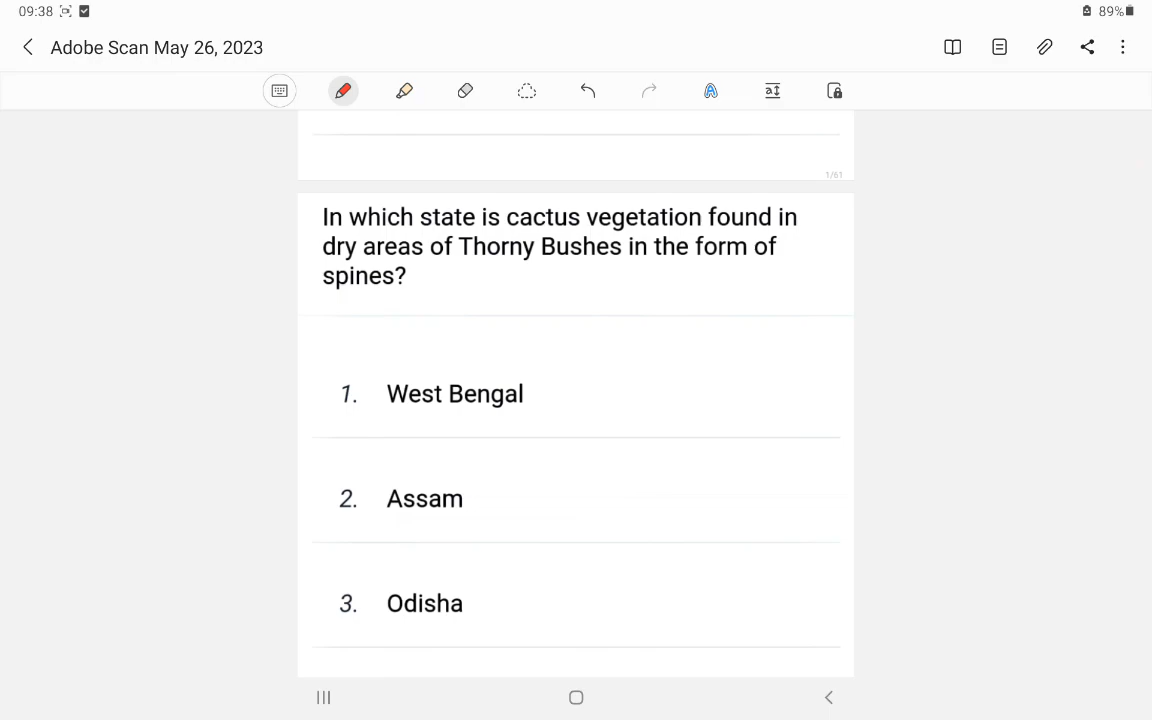 09:38
89%
Adobe Scan May 26, 2023
1/61
In which state is cactus vegetation found in
dry areas of Thorny Bushes in the form of
spines?
1. West Bengal
2. Assam
3. Odisha